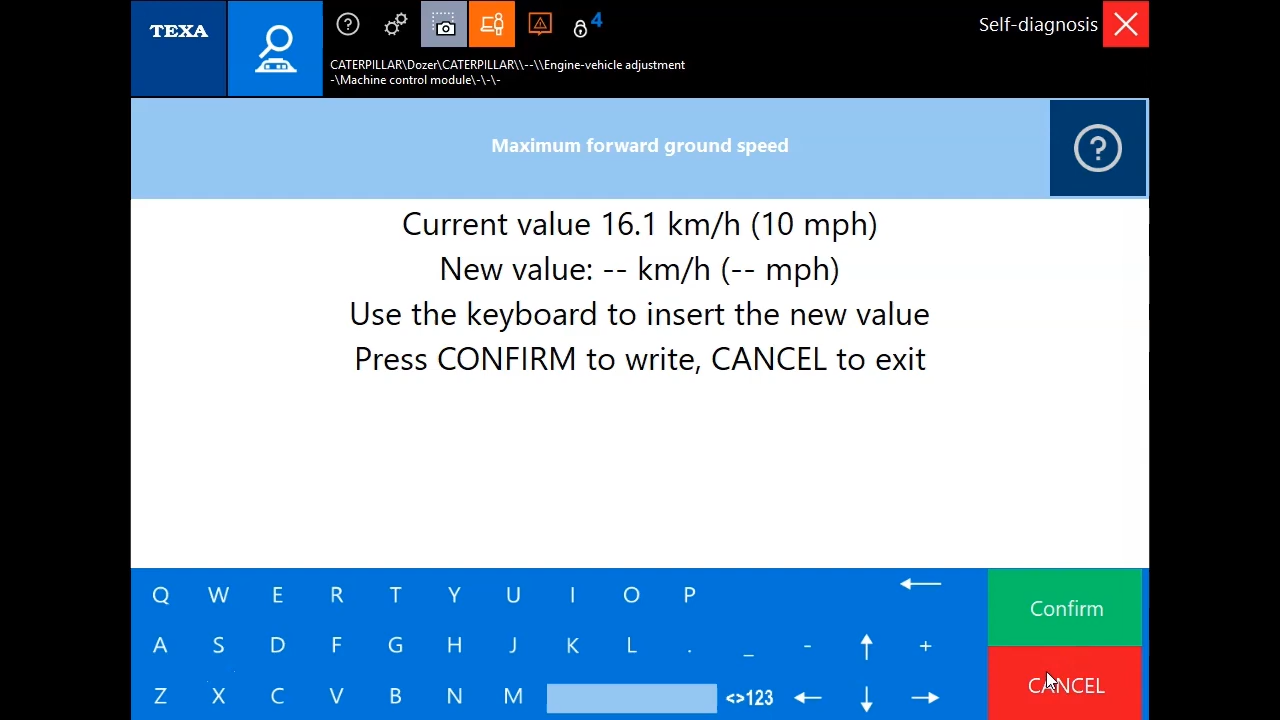 TEXA
4
Self-diagnosis
CATERPILLAR\Dozer\CATERPILLAR\\--\\Engine-vehicle adjustment
-\Machine control module\-\-\-
Maximum forward ground speed
?
Current value 16.1 km/h (10 mph)
New value: -- km/h (-- mph)
Use the keyboard to insert the new value
Press CONFIRM to write, CANCEL to exit
Q W E R T Y U I O P
Confirm
A S D F G H J K L . _ - +
Z X C V B N M <>123
CANCEL